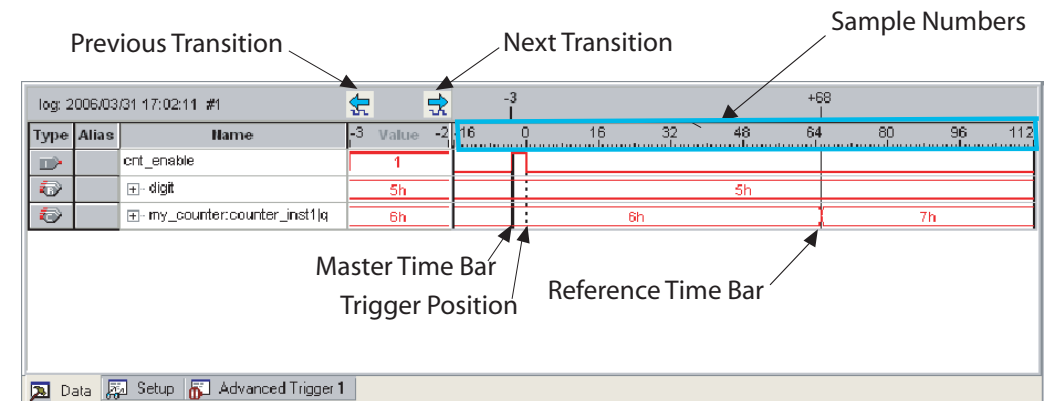 Sample Numbers
Previous Transition
Next Transition
log: 2006/03/31 17:02:11 #1
-3
+68
Type Alias Name -3 Value -2 -16 0 16 32 48 64 80 96 112
cnt_enable 1
digit 5h 5h
my_counter:counter_inst1|q 6h 6h 7h
Master Time Bar
Trigger Position
Reference Time Bar
Data Setup Advanced Trigger 1